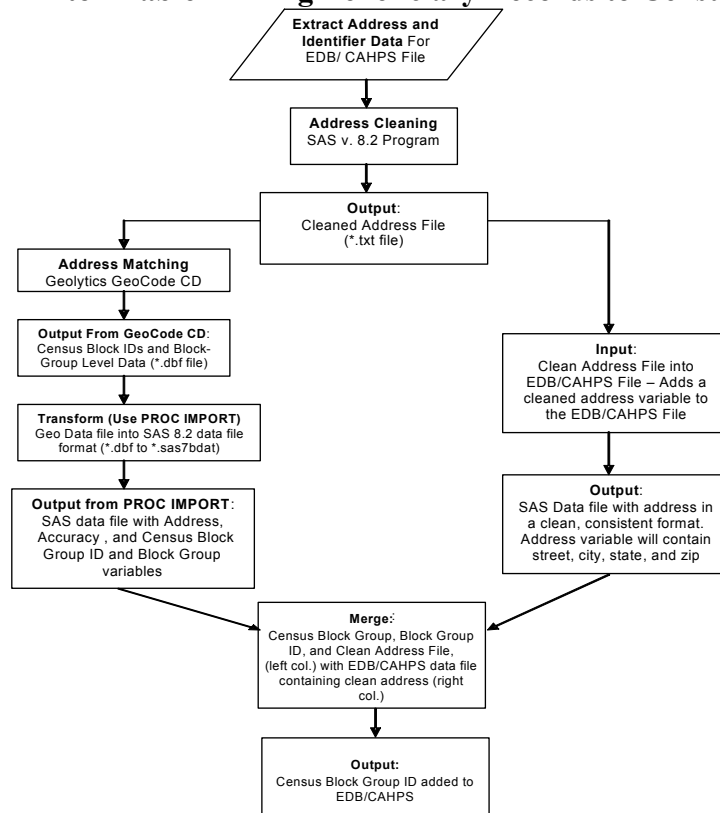 Extract Address and
Identifier Data For
EDB/ CAHPS File
Address Cleaning
SAS v. 8.2 Program
Output:
Cleaned Address File
(*.txt file)
Address Matching
Geolytics GeoCode CD
Output From GeoCode CD:
Census Block IDs and Block-
Group Level Data (*.dbf file)
Transform (Use PROC IMPORT)
Geo Data file into SAS 8.2 data file
format (*.dbf to *.sas7bdat)
Output from PROC IMPORT:
SAS data file with Address,
Accuracy , and Census Block
Group ID and Block Group
variables
Input:
Clean Address File into
EDB/CAHPS File – Adds a
cleaned address variable to
the EDB/CAHPS File
Output:
SAS Data file with address in
a clean, consistent format.
Address variable will contain
street, city, state, and zip
Merge:
Census Block Group, Block Group
ID, and Clean Address File,
(left col.) with EDB/CAHPS data file
containing clean address (right
col.)
Output:
Census Block Group ID added to
EDB/CAHPS